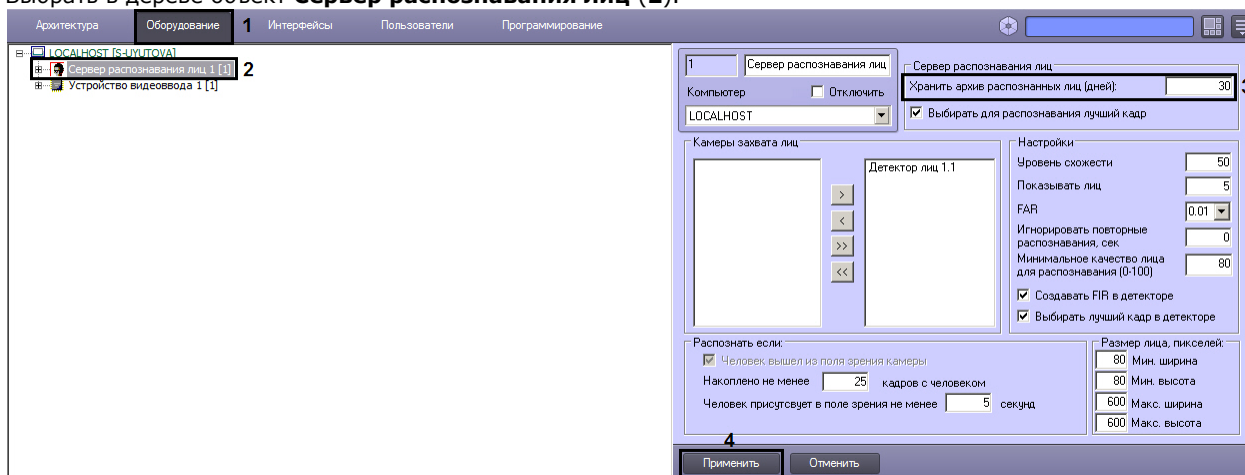 Выбрать в дереве объект Сервер распознавания лиц (2).
Архитектура Оборудование 1 Интерфейсы Пользователи Программирование
LOCALHOST [S-UYUTOVA]
Сервер распознавания лиц 1 [1] 2
Устройство видеоввода 1 [1]
1 Сервер распознавания лиц
Компьютер Отключить
LOCALHOST
Сервер распознавания лиц
Хранить архив распознанных лиц (дней): 30 3
Выбирать для распознавания лучший кадр
Камеры захвата лиц
Детектор лиц 1.1
>
<
>>
<<
Настройки
Уровень схожести 50
Показывать лиц 5
FAR 0.01
Игнорировать повторные
распознавания, сек 0
Минимальное качество лица
для распознавания (0-100) 80
Создавать FIR в детекторе
Выбирать лучший кадр в детекторе
Распознать если:
Человек вышел из поля зрения камеры
Накоплено не менее 25 кадров с человеком
Человек присутсвует в поле зрения не менее 5 секунд
Размер лица, пикселей:
80 Мин. ширина
80 Мин. высота
600 Макс. ширина
600 Макс. высота
4
Применить Отменить